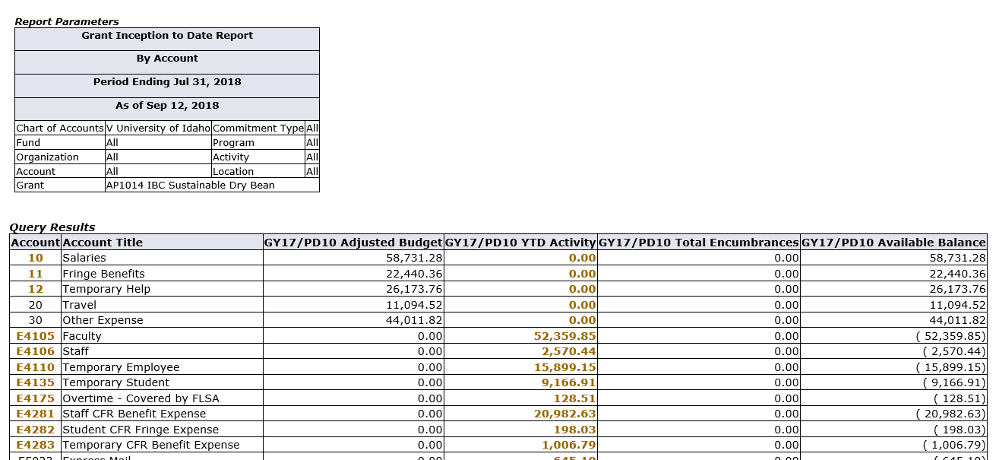 Report Parameters
Grant Inception to Date Report
By Account
Period Ending Jul 31, 2018
As of Sep 12, 2018
Chart of Accounts V University of Idaho Commitment Type All
Fund All Program All
Organization All Activity All
Account All Location All
Grant AP1014 IBC Sustainable Dry Bean
Query Results
Account Account Title GY17/PD10 Adjusted Budget GY17/PD10 YTD Activity GY17/PD10 Total Encumbrances GY17/PD10 Available Balance
10 Salaries 58,731.28 0.00 0.00 58,731.28
11 Fringe Benefits 22,440.36 0.00 0.00 22,440.36
12 Temporary Help 26,173.76 0.00 0.00 26,173.76
20 Travel 11,094.52 0.00 0.00 11,094.52
30 Other Expense 44,011.82 0.00 0.00 44,011.82
E4105 Faculty 0.00 52,359.85 0.00 ( 52,359.85)
E4106 Staff 0.00 2,570.44 0.00 ( 2,570.44)
E4110 Temporary Employee 0.00 15,899.15 0.00 ( 15,899.15)
E4135 Temporary Student 0.00 9,166.91 0.00 ( 9,166.91)
E4175 Overtime - Covered by FLSA 0.00 128.51 0.00 ( 128.51)
E4281 Staff CFR Benefit Expense 0.00 20,982.63 0.00 ( 20,982.63)
E4282 Student CFR Fringe Expense 0.00 198.03 0.00 ( 198.03)
E4283 Temporary CFR Benefit Expense 0.00 1,006.79 0.00 ( 1,006.79)
Express Mail 0.00 645.10 0.00 ( 645.10)